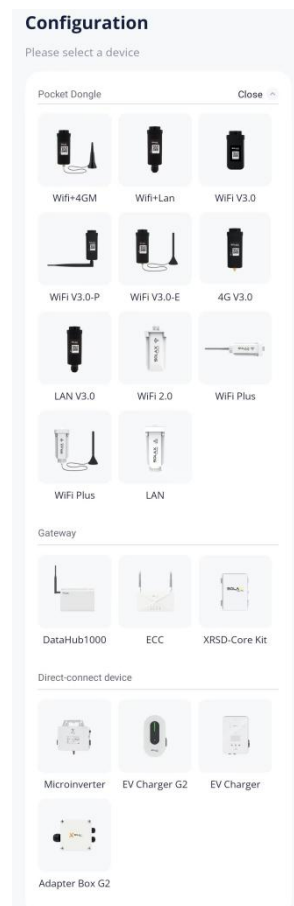 Configuration
Please select a device
Pocket Dongle Close
Wifi+4GM Wifi+Lan WiFi V3.0
WiFi V3.0-P WiFi V3.0-E 4G V3.0
LAN V3.0 WiFi 2.0 WiFi Plus
WiFi Plus LAN
Gateway
DataHub1000 ECC XRSD-Core Kit
Direct-connect device
Microinverter EV Charger G2 EV Charger
Adapter Box G2